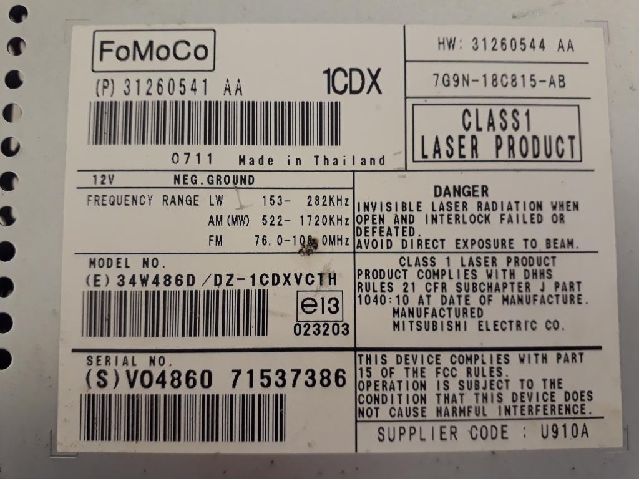 FoMoCo
(P) 31260541 AA
1CDX
0711 Made in Thailand
HW: 31260544 AA
7G9N-18C815-AB
CLASS1
LASER PRODUCT
12V NEG.GROUND
FREQUENCY RANGE LW 153- 282KHz
AM(MW) 522- 1720KHz
FM 76.0-108.0MHz
DANGER
INVISIBLE LASER RADIATION WHEN
OPEN AND INTERLOCK FAILED OR
DEFEATED.
AVOID DIRECT EXPOSURE TO BEAM.
MODEL NO.
(E) 34W486D/DZ-1CDXVCTH
e13
023203
CLASS 1 LASER PRODUCT
PRODUCT COMPLIES WITH DHHS
RULES 21 CFR SUBCHAPTER J PART
1040:10 AT DATE OF MANUFACTURE.
MANUFACTURED
MITSUBISHI ELECTRIC CO.
SERIAL NO.
(S)V04860 71537386
THIS DEVICE COMPLIES WITH PART
15 OF THE FCC RULES.
OPERATION IS SUBJECT TO THE
CONDITION THAT THIS DEVICE DOES
NOT CAUSE HARMFUL INTERFERENCE.
SUPPLIER CODE : U910A